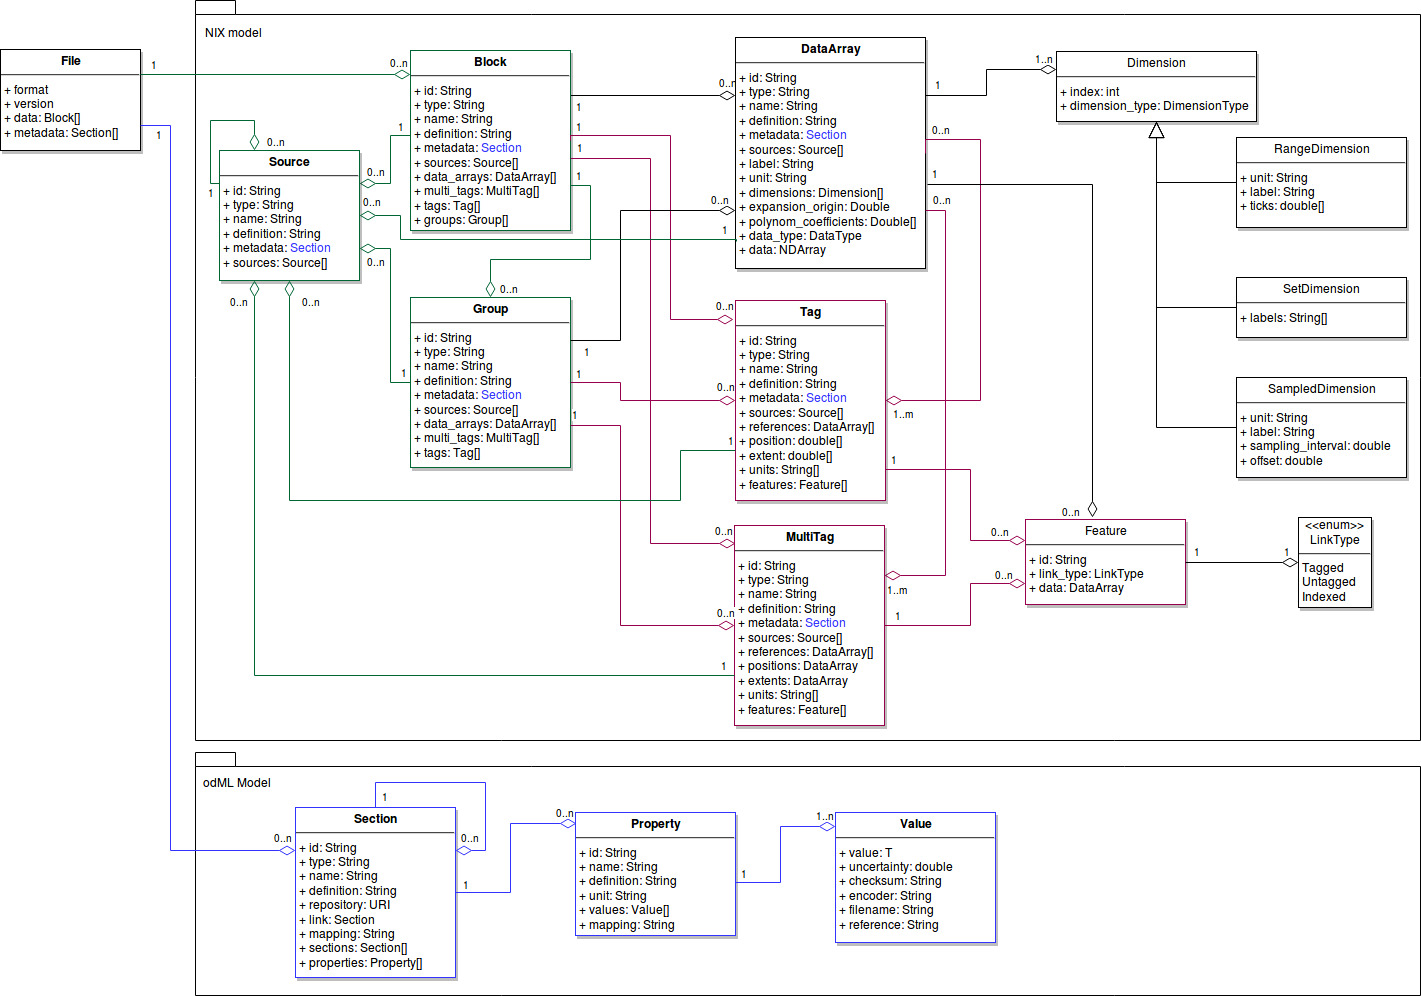 NIX model
File
+ format
+ version
+ data: Block[]
+ metadata: Section[]
1
1
0..n
Block
+ id: String
+ type: String
+ name: String
+ definition: String
+ metadata: Section
+ sources: Source[]
+ data_arrays: DataArray[]
+ multi_tags: MultiTag[]
+ tags: Tag[]
+ groups: Group[]
1
1
1
1
1
0..n
0..n
1
Source
+ id: String
+ type: String
+ name: String
+ definition: String
+ metadata: Section
+ sources: Source[]
0..n
0..n
0..n
0..n
0..n
Group
+ id: String
+ type: String
+ name: String
+ definition: String
+ metadata: Section
+ sources: Source[]
+ data_arrays: DataArray[]
+ multi_tags: MultiTag[]
+ tags: Tag[]
1
1
1
1
0..n
0..n
1
DataArray
+ id: String
+ type: String
+ name: String
+ definition: String
+ metadata: Section
+ sources: Source[]
+ label: String
+ unit: String
+ dimensions: Dimension[]
+ expansion_origin: Double
+ polynom_coefficients: Double[]
+ data_type: DataType
+ data: NDArray
1
0..n
1
0..n
0..n
0..n
1
Tag
+ id: String
+ type: String
+ name: String
+ definition: String
+ metadata: Section
+ sources: Source[]
+ references: DataArray[]
+ position: double[]
+ extent: double[]
+ units: String[]
+ features: Feature[]
1..m
1
0..n
0..n
1
MultiTag
+ id: String
+ type: String
+ name: String
+ definition: String
+ metadata: Section
+ sources: Source[]
+ references: DataArray[]
+ positions: DataArray
+ extents: DataArray
+ units: String[]
+ features: Feature[]
1..m
1
1..n
Dimension
+ index: int
+ dimension_type: DimensionType
RangeDimension
+ unit: String
+ label: String
+ ticks: double[]
SetDimension
+ labels: String[]
SampledDimension
+ unit: String
+ label: String
+ sampling_interval: double
+ offset: double
0..n
0..n
0..n
Feature
+ id: String
+ link_type: LinkType
+ data: DataArray
1
1
<<enum>>
LinkType
Tagged
Untagged
Indexed
odML Model
1
0..n
0..n
Section
+ id: String
+ type: String
+ name: String
+ definition: String
+ repository: URI
+ link: Section
+ mapping: String
+ sections: Section[]
+ properties: Property[]
1
0..n
Property
+ id: String
+ name: String
+ definition: String
+ unit: String
+ values: Value[]
+ mapping: String
1
1..n
Value
+ value: T
+ uncertainty: double
+ checksum: String
+ encoder: String
+ filename: String
+ reference: String